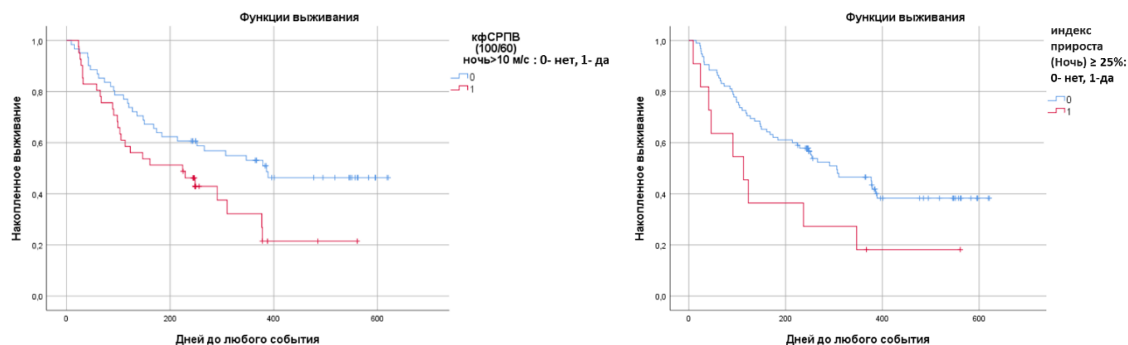 Функции выживания
кфСРПВ
(100/60)
ночь>10 м/с : 0- нет, 1- да
0
1
Накопленное выживание
1,0
0,8
0,6
0,4
0,2
0,0
0
200
400
600
Дней до любого события
Функции выживания
индекс
прироста
(Ночь) ≥ 25%:
0- нет, 1-да
0
1
Накопленное выживание
1,0
0,8
0,6
0,4
0,2
0,0
0
200
400
600
Дней до любого события